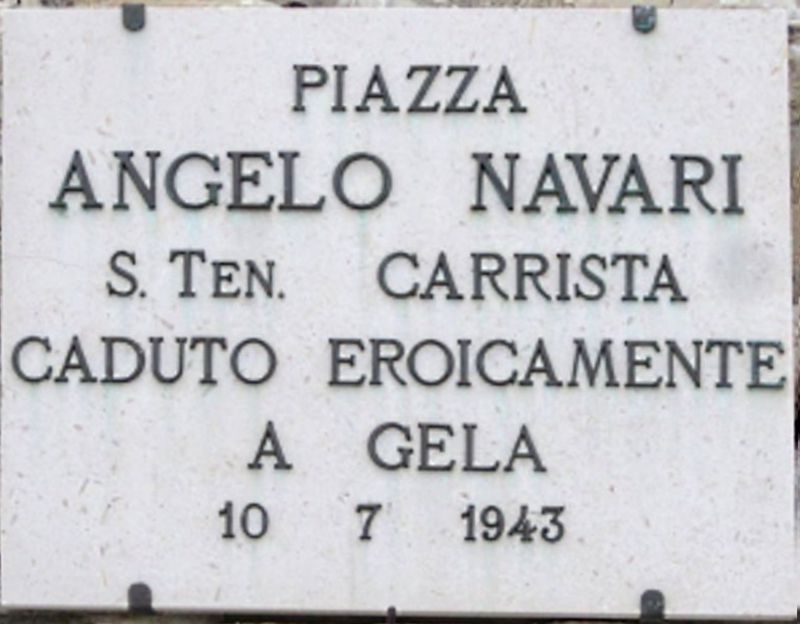 PIAZZA
ANGELO NAVARI
S. TEN. CARRISTA
CADUTO EROICAMENTE
A GELA
10 7 1943